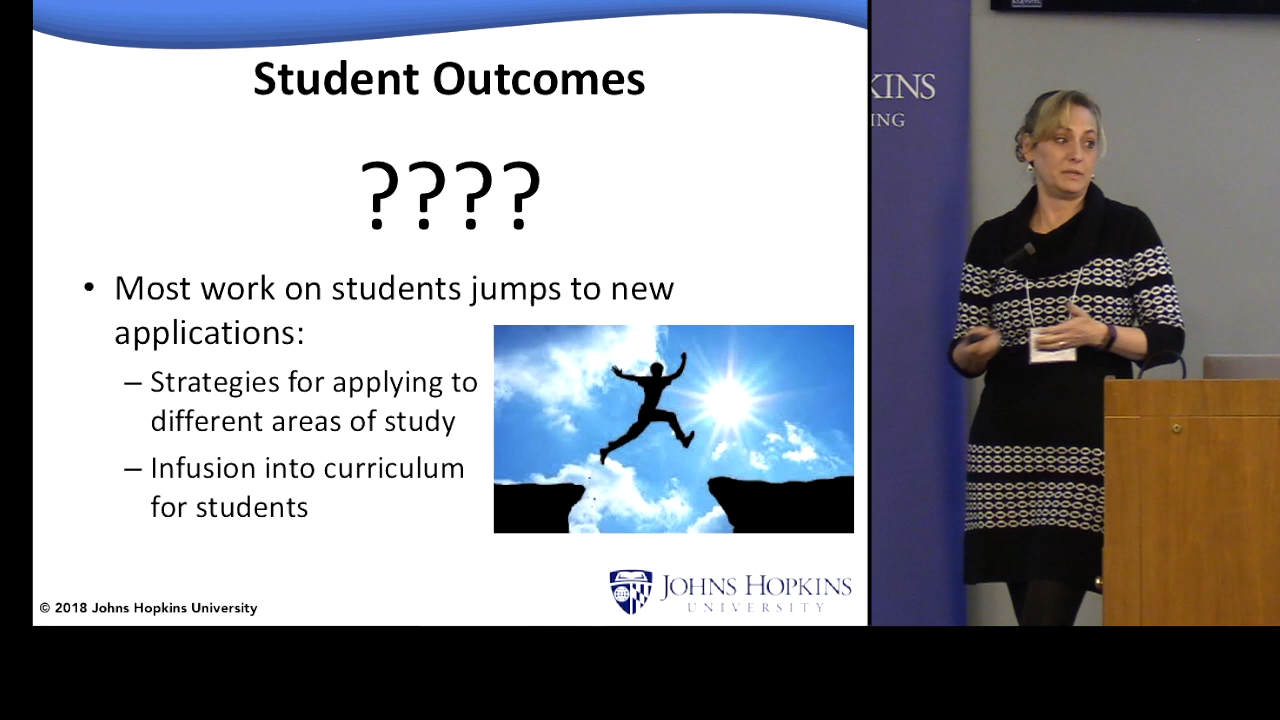 Student Outcomes
????
• Most work on students jumps to new
applications:
– Strategies for applying to
different areas of study
– Infusion into curriculum
for students
© 2018 Johns Hopkins University
JOHNS HOPKINS
UNIVERSITY
KINS
ING